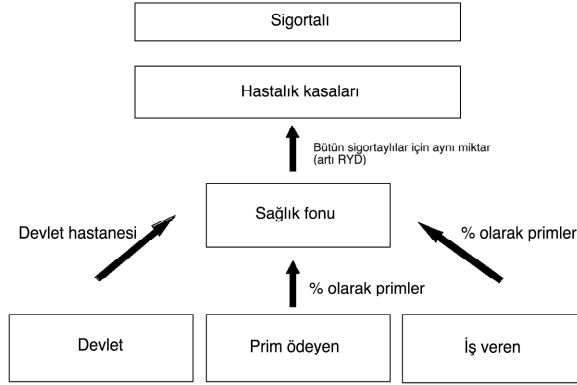 Sigortalı
Hastalık kasaları
Bütün sigortaylılar için aynı miktar
(artı RYD)
Sağlık fonu
Devlet hastanesi
% olarak primler
% olarak primler
Devlet
Prim ödeyen
İş veren